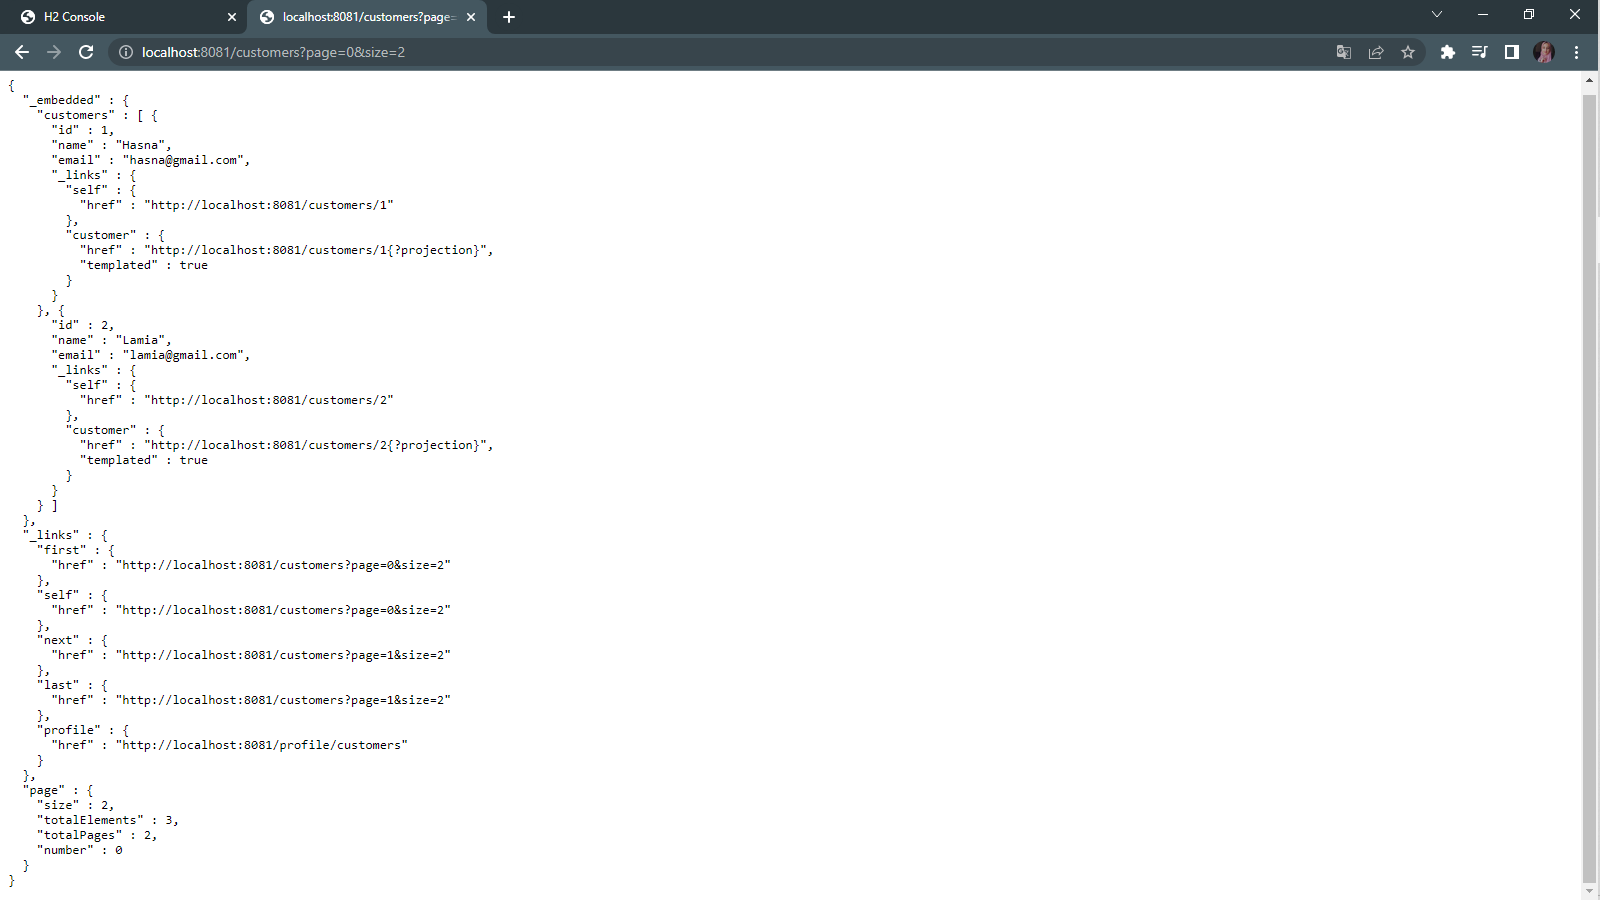 H2 Console
localhost:8081/customers?page=
localhost:8081/customers?page=0&size=2
{
  "_embedded" : {
    "customers" : [ {
      "id" : 1,
      "name" : "Hasna",
      "email" : "hasna@gmail.com",
      "_links" : {
        "self" : {
          "href" : "http://localhost:8081/customers/1"
        },
        "customer" : {
          "href" : "http://localhost:8081/customers/1{?projection}",
          "templated" : true
        }
      }
    }, {
      "id" : 2,
      "name" : "Lamia",
      "email" : "lamia@gmail.com",
      "_links" : {
        "self" : {
          "href" : "http://localhost:8081/customers/2"
        },
        "customer" : {
          "href" : "http://localhost:8081/customers/2{?projection}",
          "templated" : true
        }
      }
    } ]
  },
  "_links" : {
    "first" : {
      "href" : "http://localhost:8081/customers?page=0&size=2"
    },
    "self" : {
      "href" : "http://localhost:8081/customers?page=0&size=2"
    },
    "next" : {
      "href" : "http://localhost:8081/customers?page=1&size=2"
    },
    "last" : {
      "href" : "http://localhost:8081/customers?page=1&size=2"
    },
    "profile" : {
      "href" : "http://localhost:8081/profile/customers"
    }
  },
  "page" : {
    "size" : 2,
    "totalElements" : 3,
    "totalPages" : 2,
    "number" : 0
  }
}